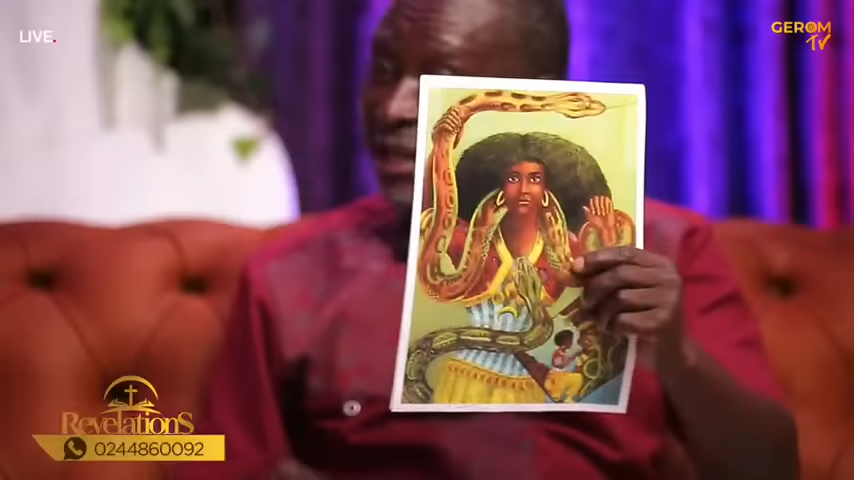 LIVE.
GEROM
TV
RevelationS
0244860092